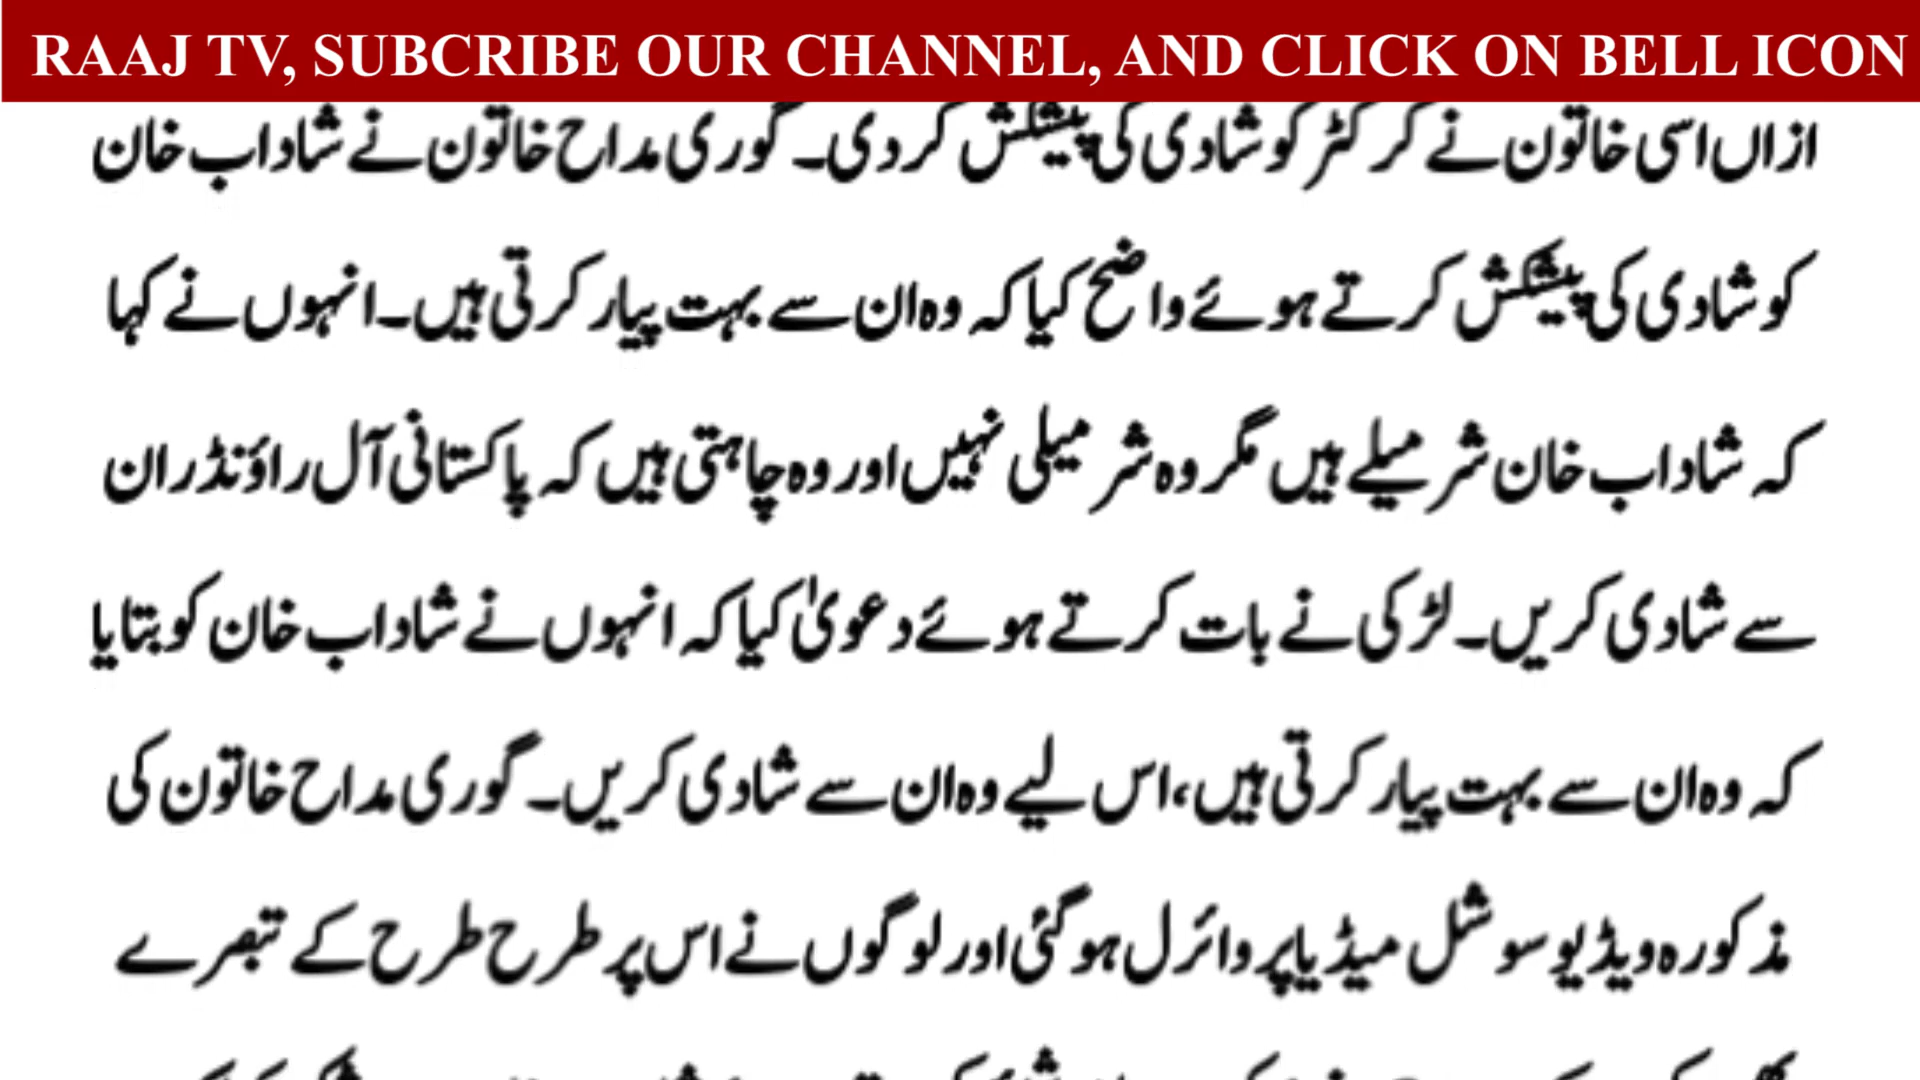 RAAJ TV, SUBCRIBE OUR CHANNEL, AND CLICK ON BELL ICON
ازاں اسی خاتون نے کرکٹر کو شادی کی پیشکش کردی۔ گوری مداح خاتون نے شاداب خان
کو شادی کی پیشکش کرتے ہوئے واضح کیا کہ وہ ان سے بہت پیار کرتی ہیں۔ انہوں نے کہا
کہ شاداب خان شرمیلے ہیں مگر وہ شرمیلی نہیں اور وہ چاہتی ہیں کہ پاکستانی آل راؤنڈر ان
سے شادی کریں۔ لڑکی نے بات کرتے ہوئے دعویٰ کیا کہ انہوں نے شاداب خان کو بتایا
کہ وہ ان سے بہت پیار کرتی ہیں، اس لیے وہ ان سے شادی کریں۔ گوری مداح خاتون کی
مذکورہ ویڈیو سوشل میڈیا پر وائرل ہوگئی اور لوگوں نے اس پر طرح طرح کے تبصرے